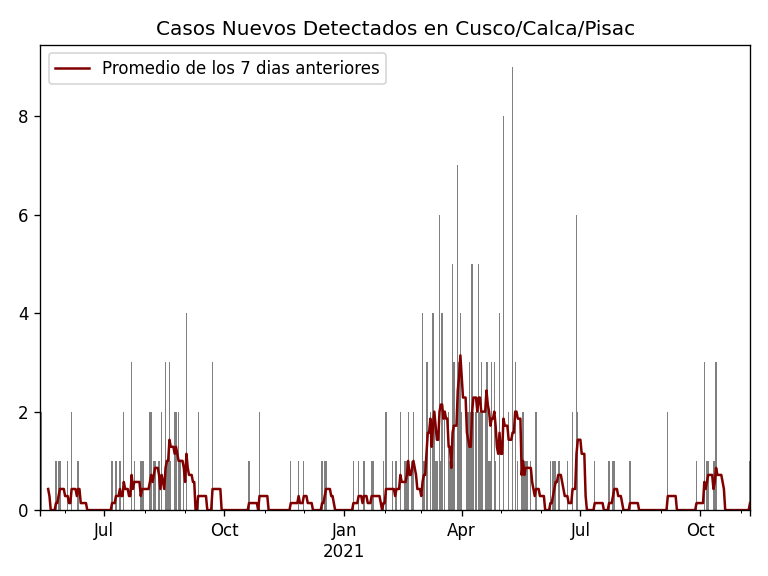 Casos Nuevos Detectados en Cusco/Calca/Pisac
Promedio de los 7 dias anteriores
8
6
4
2
0
Jul Oct Jan Apr Jul Oct
2021